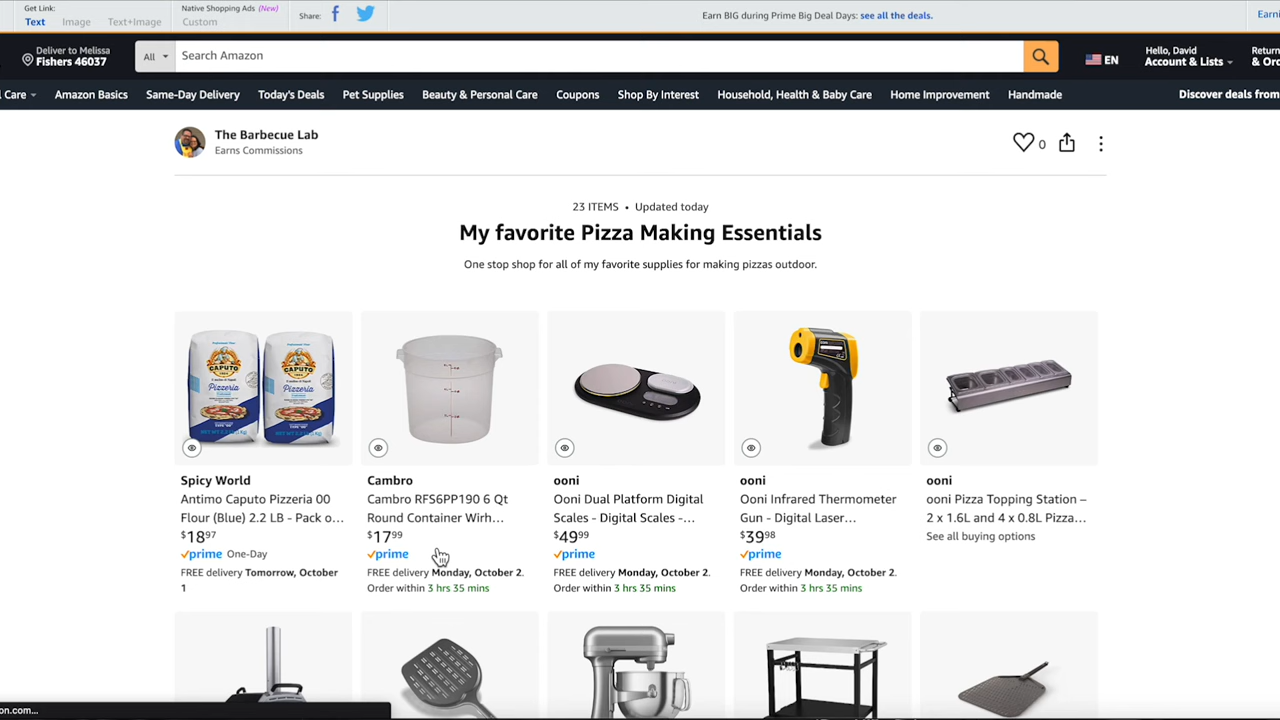 Get Link:
Native Shopping Ads (New)
Text Image Text+Image Custom Share:
Earn BIG during Prime Big Deal Days: see all the deals.
Earni
Deliver to Melissa
Fishers 46037
All Search Amazon
EN
Hello, David
Account & Lists
Return
& Ord
l Care Amazon Basics Same-Day Delivery Today's Deals Pet Supplies Beauty & Personal Care Coupons Shop By Interest Household, Health & Baby Care Home Improvement Handmade Discover deals from
The Barbecue Lab
Earns Commissions
0
23 ITEMS • Updated today
My favorite Pizza Making Essentials
One stop shop for all of my favorite supplies for making pizzas outdoor.
CAPUTO CAPUTO
Pizzeria Pizzeria
Spicy World
Antimo Caputo Pizzeria 00
Flour (Blue) 2.2 LB - Pack o...
$18.97
prime One-Day
FREE delivery Tomorrow, October
1
Cambro
Cambro RFS6PP190 6 Qt
Round Container Wirh...
$17.99
prime
FREE delivery Monday, October 2.
Order within 3 hrs 35 mins
ooni
Ooni Dual Platform Digital
Scales - Digital Scales -...
$49.99
prime
FREE delivery Monday, October 2.
Order within 3 hrs 35 mins
ooni
Ooni Infrared Thermometer
Gun - Digital Laser...
$39.98
prime
FREE delivery Monday, October 2.
Order within 3 hrs 35 mins
ooni
ooni Pizza Topping Station –
2 x 1.6L and 4 x 0.8L Pizza...
See all buying options
on.com...